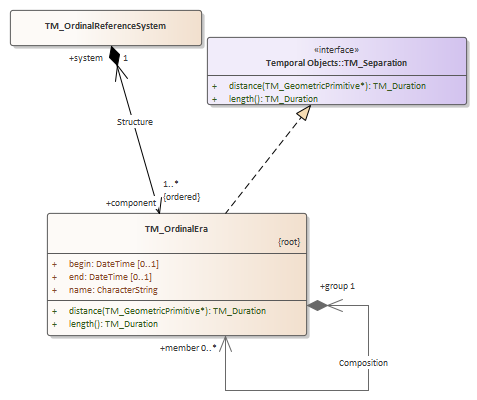 TM_OrdinalReferenceSystem
+system
1
«interface»
Temporal Objects::TM_Separation
+ distance(TM_GeometricPrimitive*): TM_Duration
+ length(): TM_Duration
Structure
1..*
+component
{ordered}
TM_OrdinalEra
{root}
+ begin: DateTime [0..1]
+ end: DateTime [0..1]
+ name: CharacterString
+ distance(TM_GeometricPrimitive*): TM_Duration
+ length(): TM_Duration
+group 1
+member 0..*
Composition